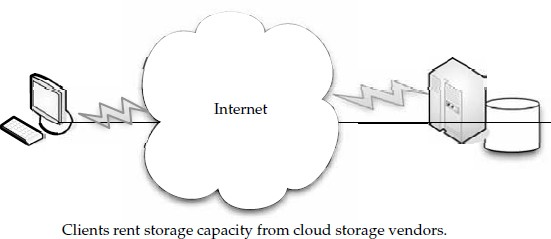 Internet
Clients rent storage capacity from cloud storage vendors.